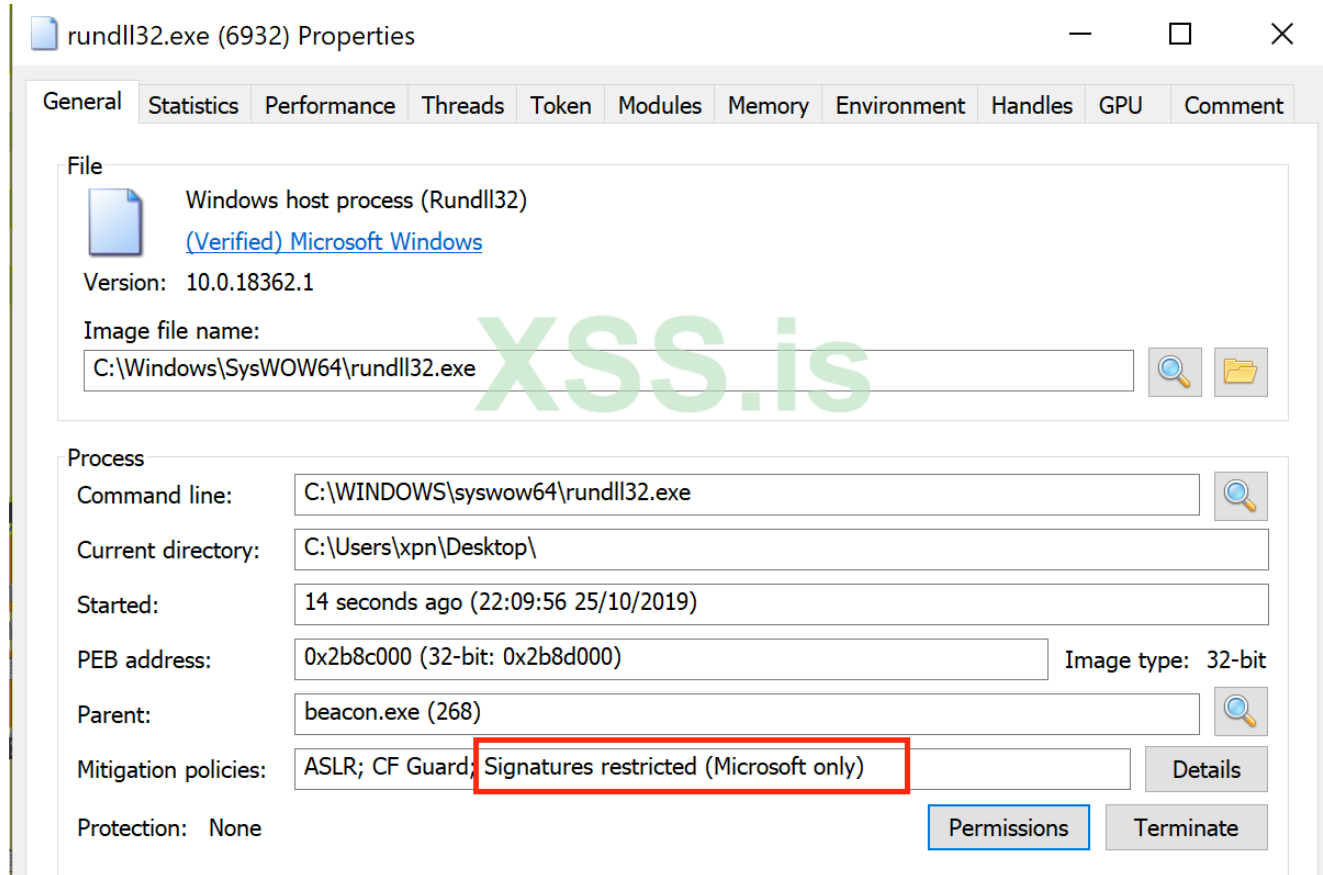 rundll32.exe (6932) Properties
General Statistics Performance Threads Token Modules Memory Environment Handles GPU Comment
File
Windows host process (Rundll32)
(Verified) Microsoft Windows
Version: 10.0.18362.1
Image file name:
C:\Windows\SysWOW64\rundll32.exe
XSS.is
Process
Command line: C:\WINDOWS\syswow64\rundll32.exe
Current directory: C:\Users\xpn\Desktop\
Started: 14 seconds ago (22:09:56 25/10/2019)
PEB address: 0x2b8c000 (32-bit: 0x2b8d000) Image type: 32-bit
Parent: beacon.exe (268)
Mitigation policies: ASLR; CF Guard; Signatures restricted (Microsoft only) Details
Protection: None Permissions Terminate